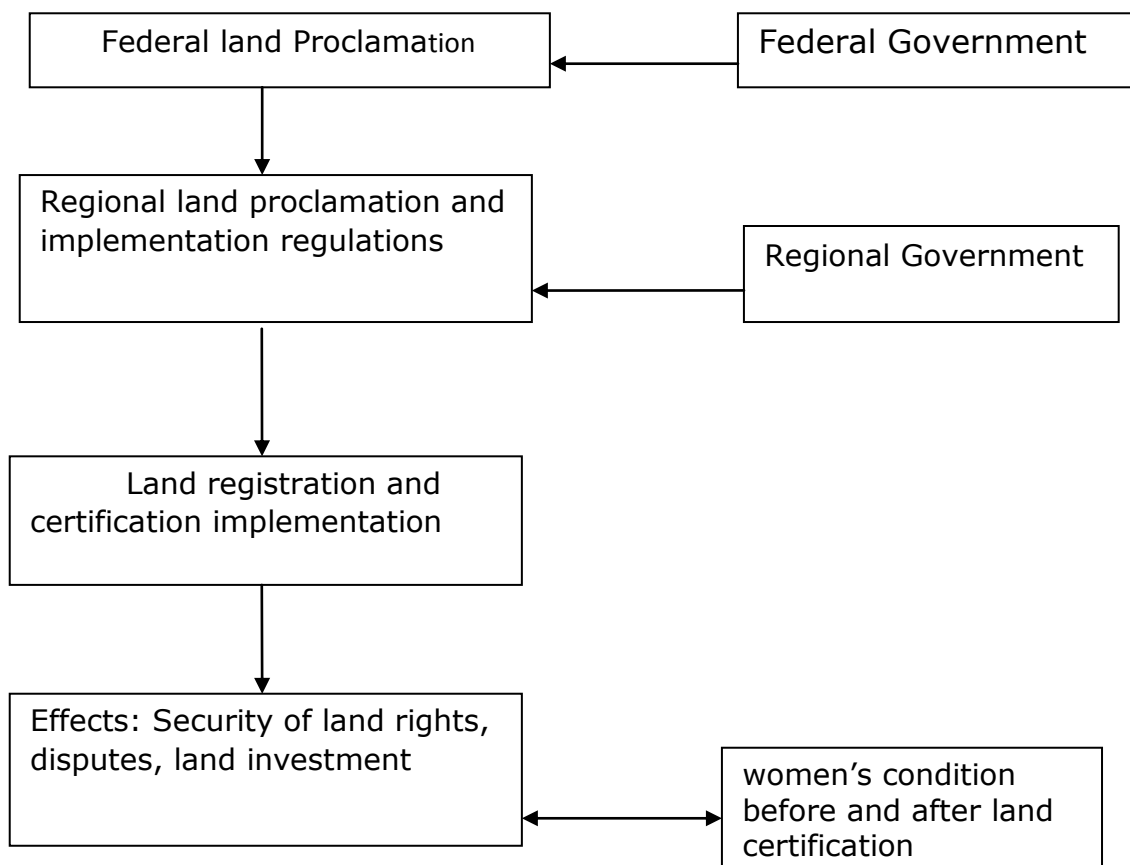 Federal land Proclamation
Federal Government
Regional land proclamation and
implementation regulations
Regional Government
Land registration and
certification implementation
Effects: Security of land rights,
disputes, land investment
women’s condition
before and after land
certification